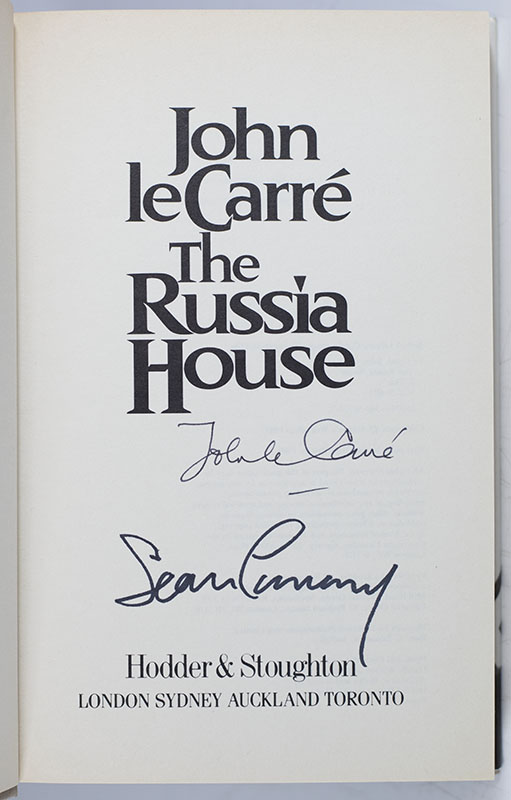 John
le Carré
The
Russia
House
John le Carré
Sean Connery
Hodder & Stoughton
LONDON SYDNEY AUCKLAND TORONTO